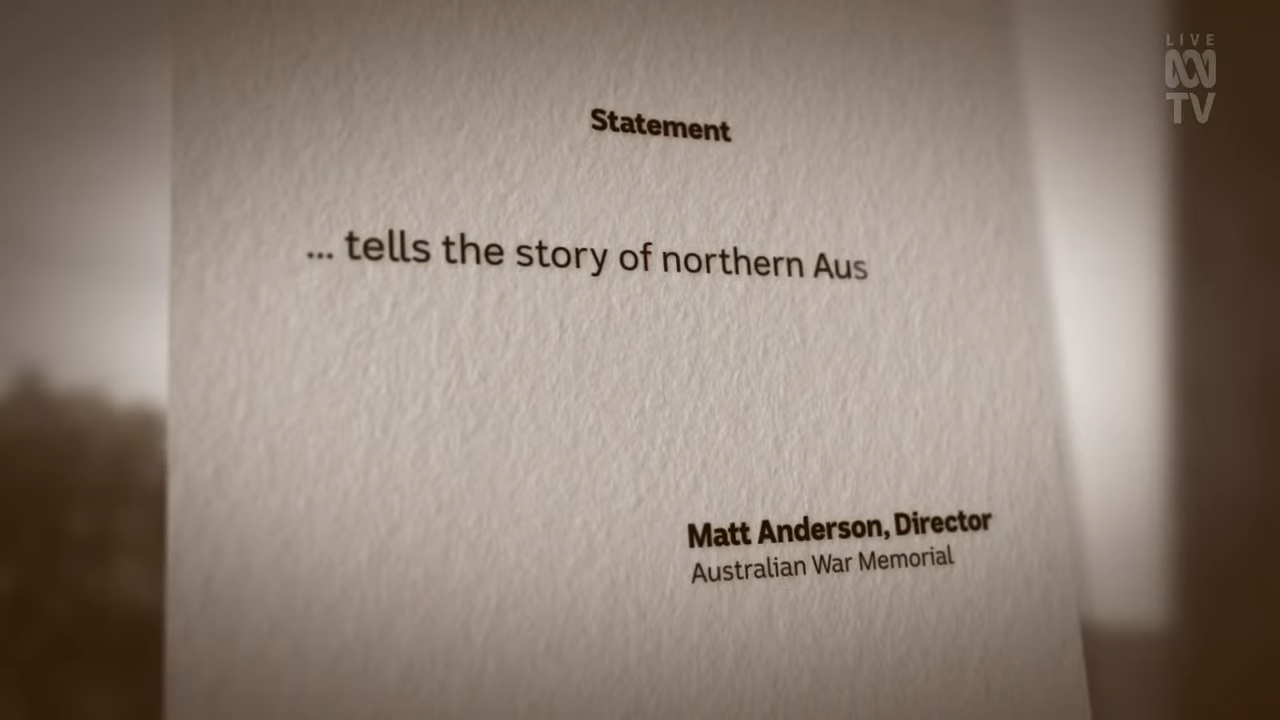 LIVE
TV
Statement
... tells the story of northern Aus
Matt Anderson, Director
Australian War Memorial